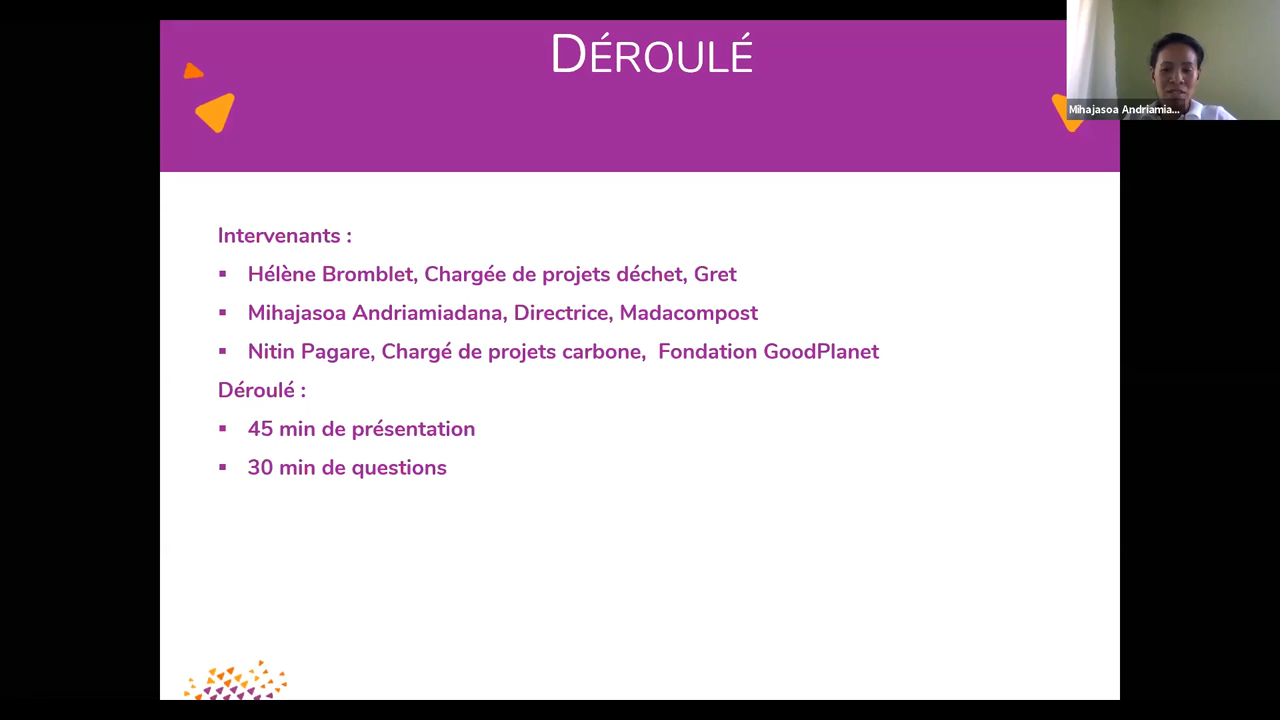 DÉROULÉ
Mihajasoa Andriamia...
Intervenants :
▪ Hélène Bromblet, Chargée de projets déchet, Gret
▪ Mihajasoa Andriamiadana, Directrice, Madacompost
▪ Nitin Pagare, Chargé de projets carbone, Fondation GoodPlanet
Déroulé :
▪ 45 min de présentation
▪ 30 min de questions